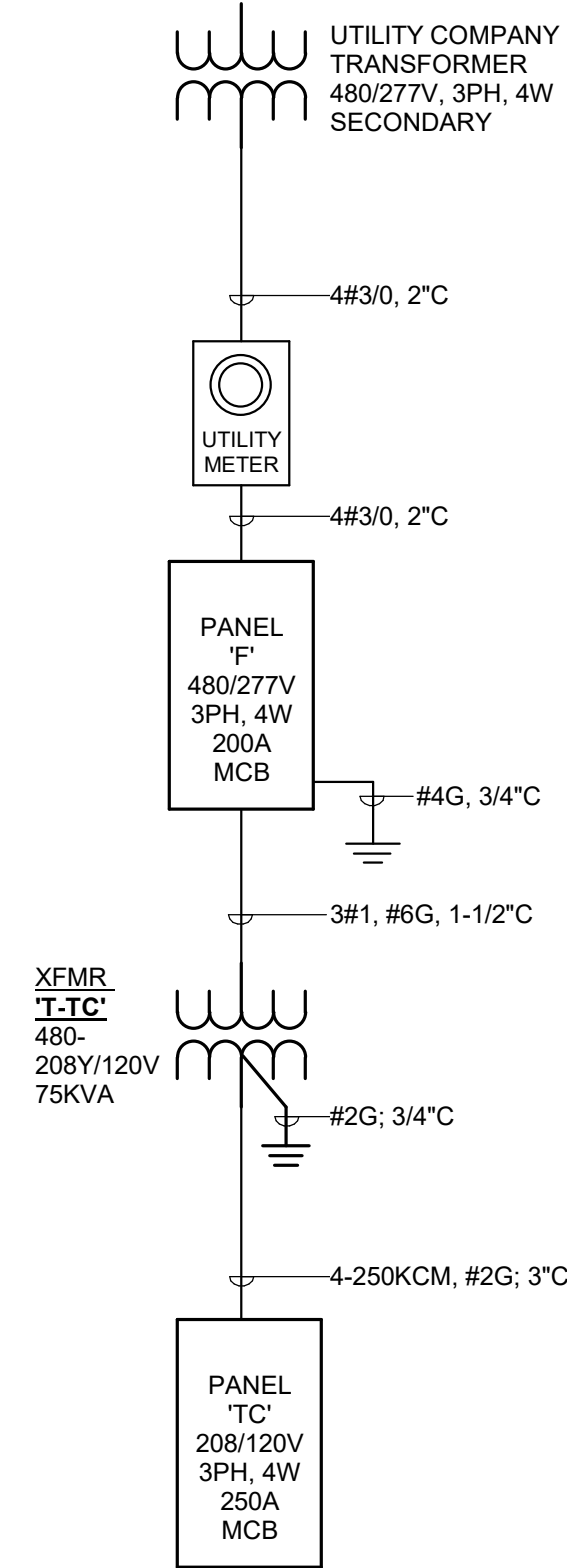 UTILITY COMPANY
TRANSFORMER
480/277V, 3PH, 4W
SECONDARY
4#3/0, 2"C
UTILITY
METER
4#3/0, 2"C
PANEL
'F'
480/277V
3PH, 4W
200A
MCB
#4G, 3/4"C
3#1, #6G, 1-1/2"C
XFMR
'T-TC'
480-
208Y/120V
75KVA
#2G; 3/4"C
4-250KCM, #2G; 3"C
PANEL
'TC'
208/120V
3PH, 4W
250A
MCB